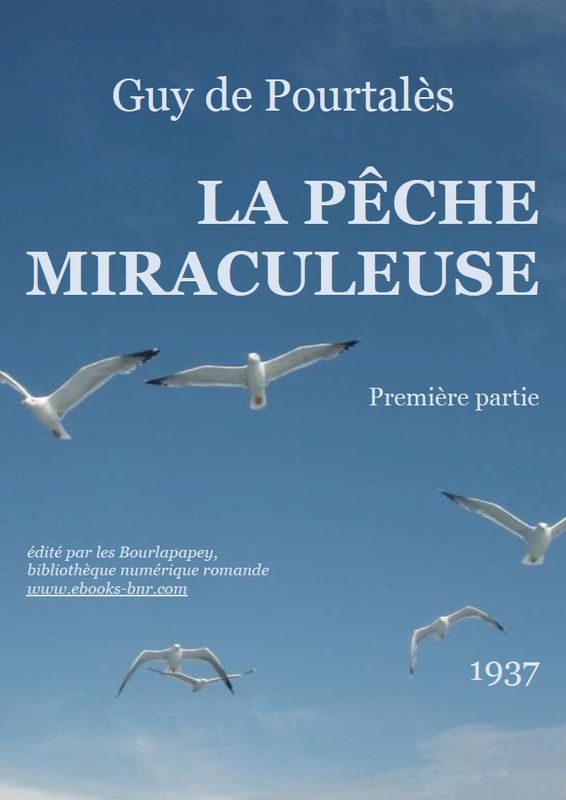 Guy de Pourtalès
LA PÊCHE
MIRACULEUSE
Première partie
édité par les Bourlapapey,
bibliothèque numérique romande
www.ebooks-bnr.com
1937